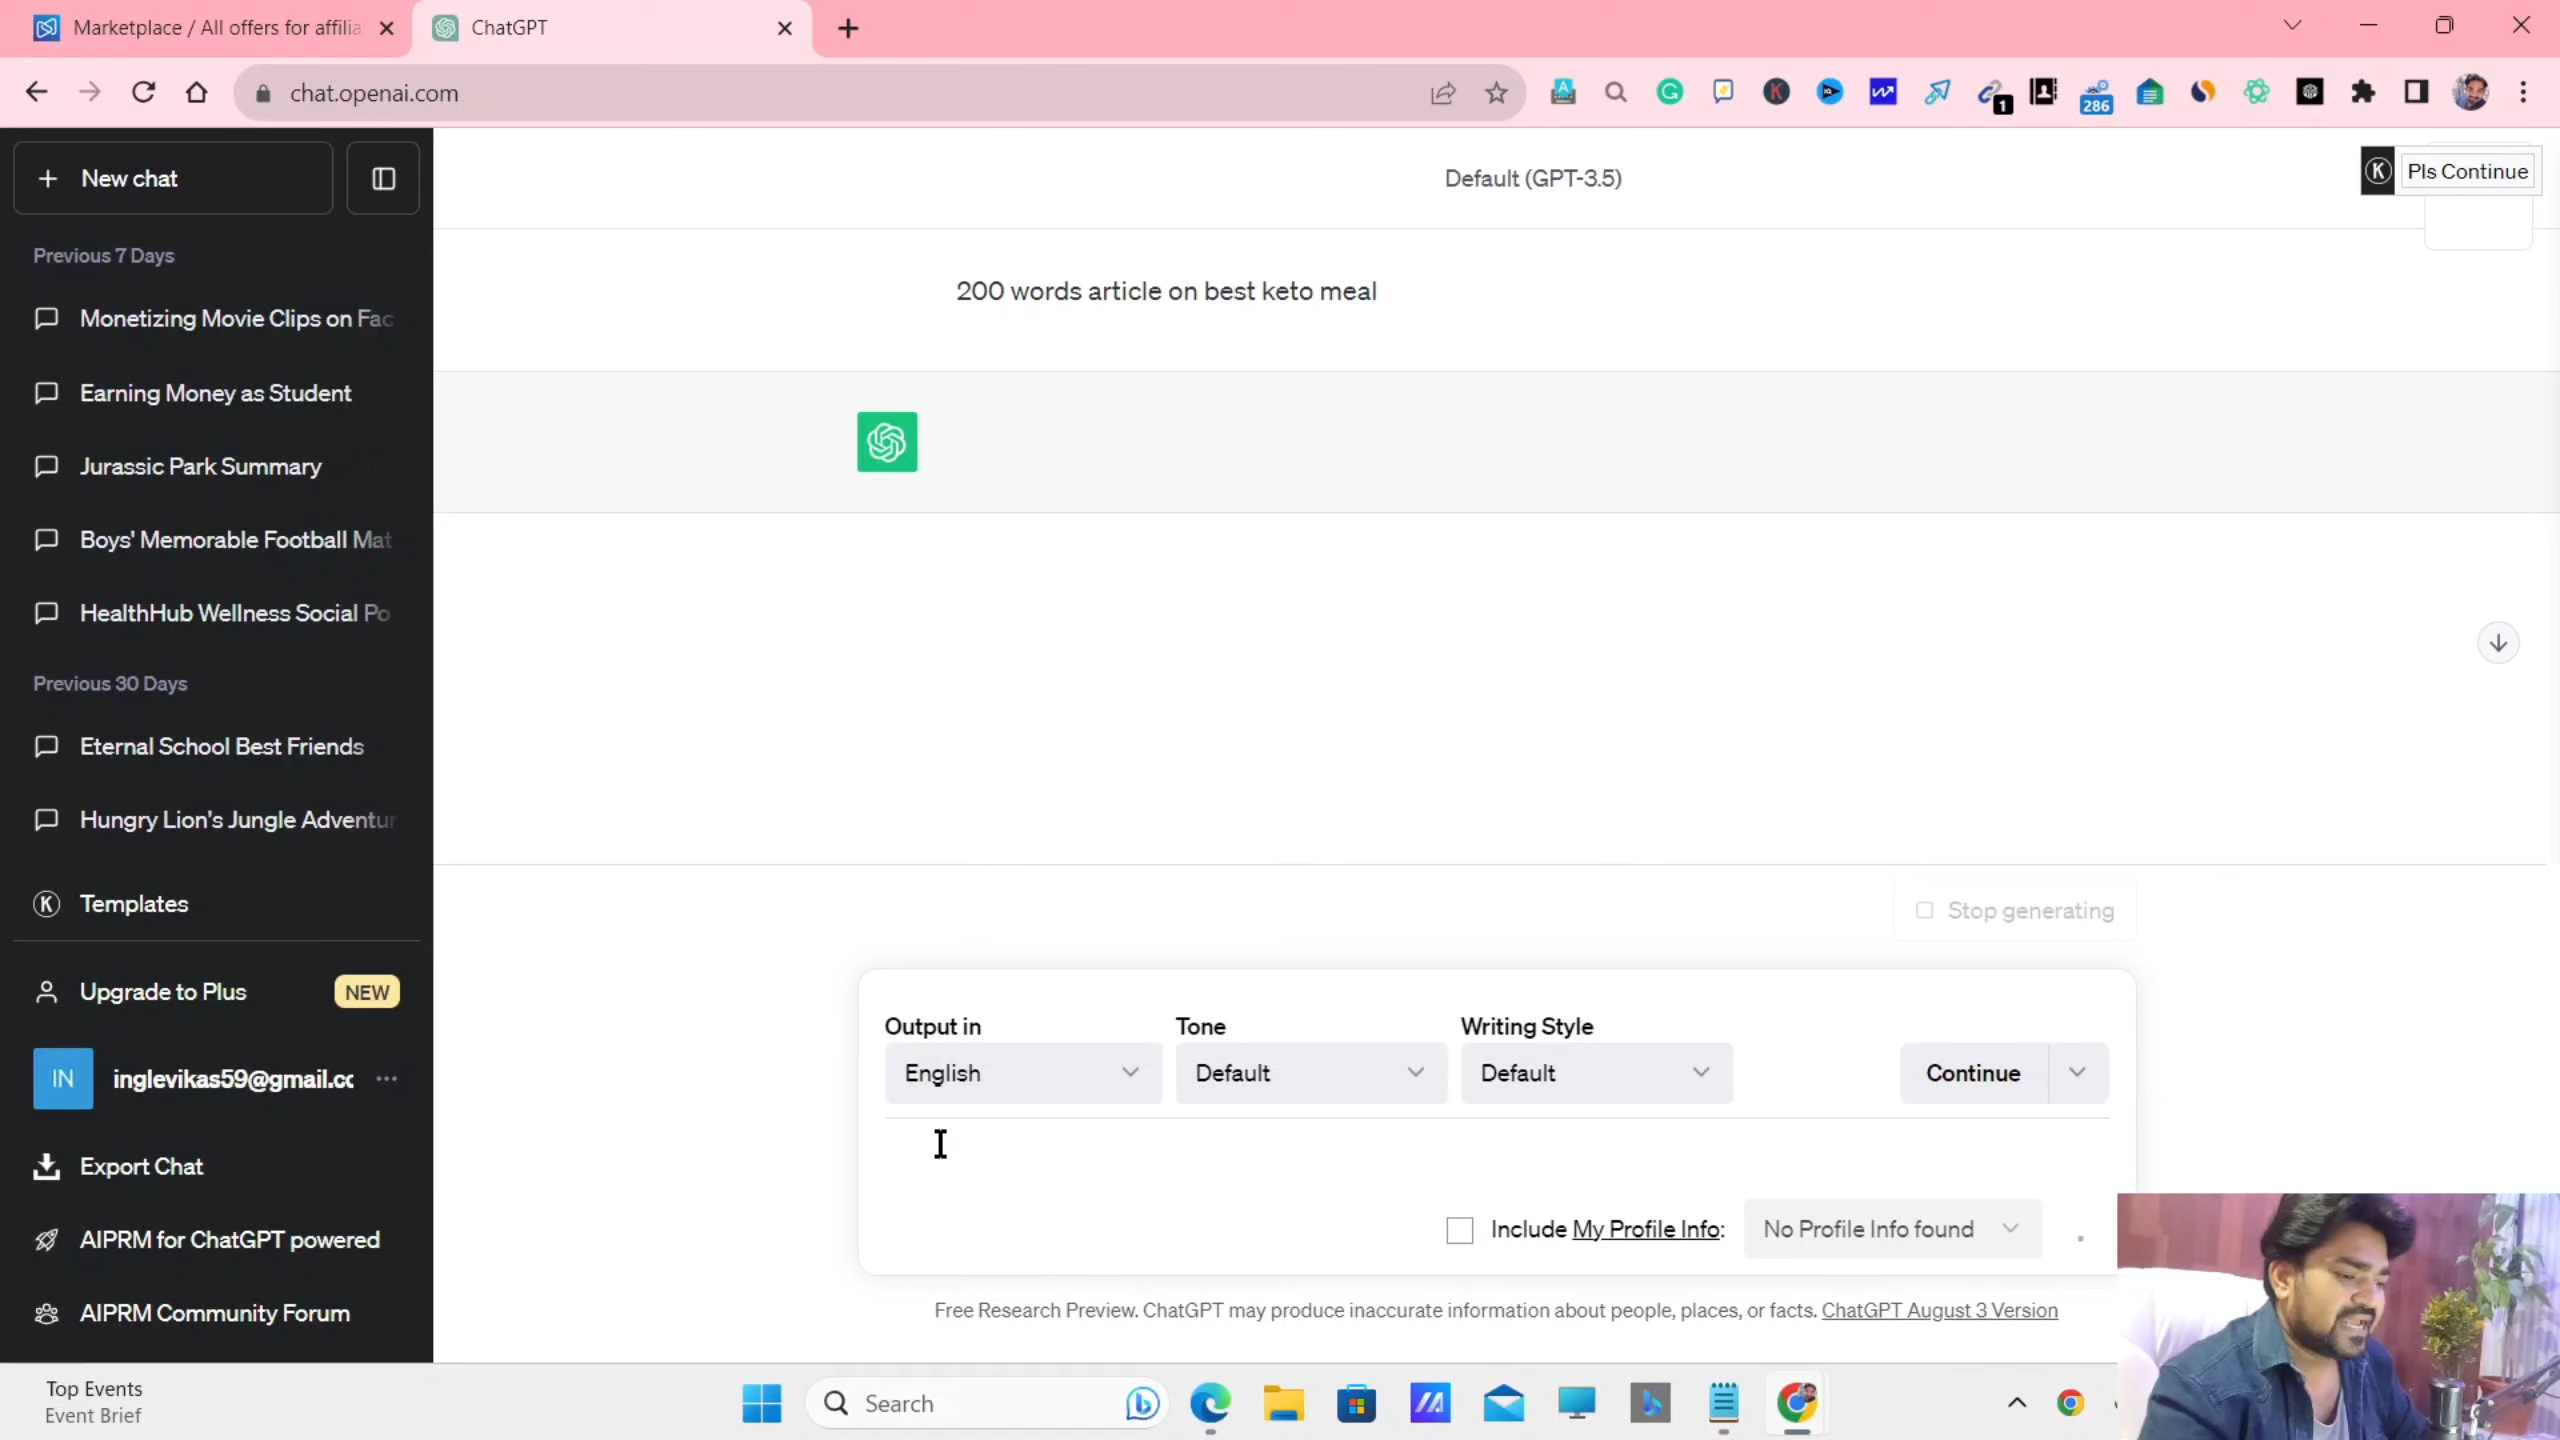 Marketplace / All offers for affilia
ChatGPT
chat.openai.com
1
286
New chat
Default (GPT-3.5)
Pls Continue
Previous 7 Days
200 words article on best keto meal
Monetizing Movie Clips on Fac
Earning Money as Student
Jurassic Park Summary
Boys' Memorable Football Mat
HealthHub Wellness Social Po
Previous 30 Days
Eternal School Best Friends
Hungry Lion's Jungle Adventur
Templates
Stop generating
Upgrade to Plus
NEW
Output in
Tone
Writing Style
English
Default
Default
Continue
IN
inglevikas59@gmail.cc
Export Chat
Include My Profile Info:
No Profile Info found
AIPRM for ChatGPT powered
AIPRM Community Forum
Free Research Preview. ChatGPT may produce inaccurate information about people, places, or facts. ChatGPT August 3 Version
Top Events
Event Brief
Search